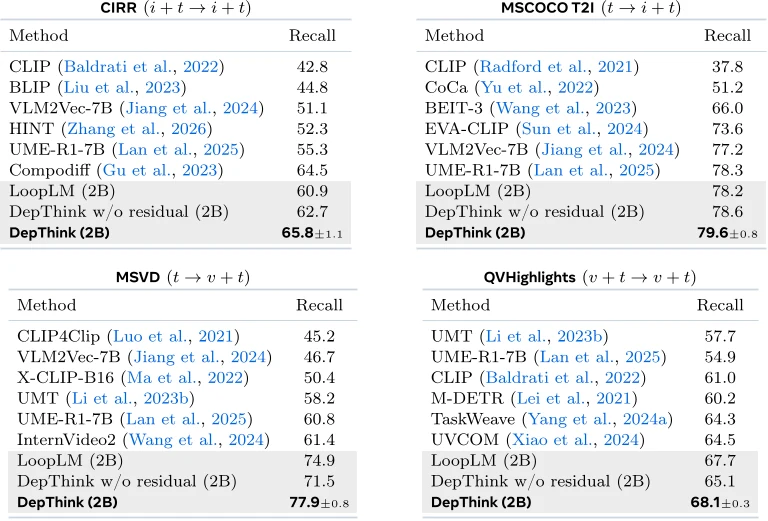 CIRR (i + t → i + t)
Method Recall
CLIP (Baldrati et al., 2022) 42.8
BLIP (Liu et al., 2023) 44.8
VLM2Vec-7B (Jiang et al., 2024) 51.1
HINT (Zhang et al., 2026) 52.3
UME-R1-7B (Lan et al., 2025) 55.3
Compodiff (Gu et al., 2023) 64.5
LoopLM (2B) 60.9
DepThink w/o residual (2B) 62.7
DepThink (2B) 65.8±1.1
MSCOCO T2I (t → i + t)
Method Recall
CLIP (Radford et al., 2021) 37.8
CoCa (Yu et al., 2022) 51.2
BEIT-3 (Wang et al., 2023) 66.0
EVA-CLIP (Sun et al., 2024) 73.6
VLM2Vec-7B (Jiang et al., 2024) 77.2
UME-R1-7B (Lan et al., 2025) 78.3
LoopLM (2B) 78.2
DepThink w/o residual (2B) 78.6
DepThink (2B) 79.6±0.8
MSVD (t → v + t)
Method Recall
CLIP4Clip (Luo et al., 2021) 45.2
VLM2Vec-7B (Jiang et al., 2024) 46.7
X-CLIP-B16 (Ma et al., 2022) 50.4
UMT (Li et al., 2023b) 58.2
UME-R1-7B (Lan et al., 2025) 60.8
InternVideo2 (Wang et al., 2024) 61.4
LoopLM (2B) 74.9
DepThink w/o residual (2B) 71.5
DepThink (2B) 77.9±0.8
QVHighlights (v + t → v + t)
Method Recall
UMT (Li et al., 2023b) 57.7
UME-R1-7B (Lan et al., 2025) 54.9
CLIP (Baldrati et al., 2022) 61.0
M-DETR (Lei et al., 2021) 60.2
TaskWeave (Yang et al., 2024a) 64.3
UVCOM (Xiao et al., 2024) 64.5
LoopLM (2B) 67.7
DepThink w/o residual (2B) 65.1
DepThink (2B) 68.1±0.3